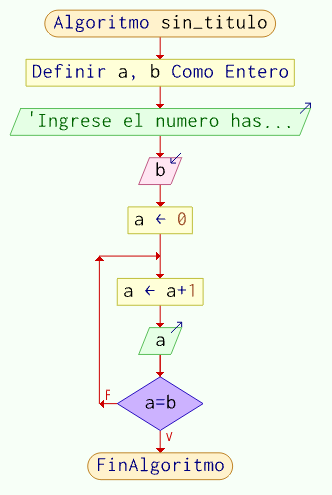 Algoritmo sin_titulo
Definir a, b Como Entero
'Ingrese el numero has...
b
a ← 0
a ← a+1
a
a=b
F
V
FinAlgoritmo